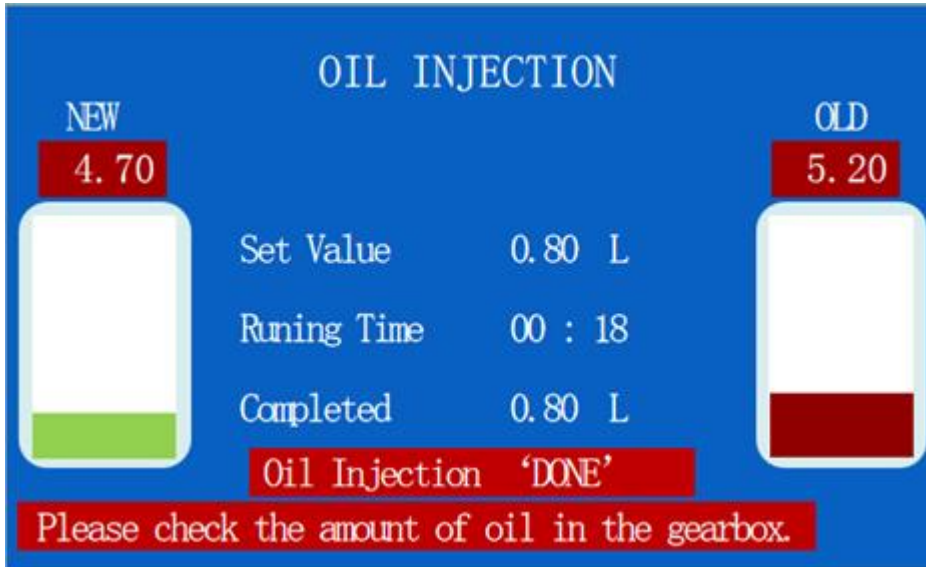 OIL INJECTION
NEW
OLD
4.70
5.20
Set Value 0.80 L
Runing Time 00 : 18
Completed 0.80 L
Oil Injection ‘DONE’
Please check the amount of oil in the gearbox.